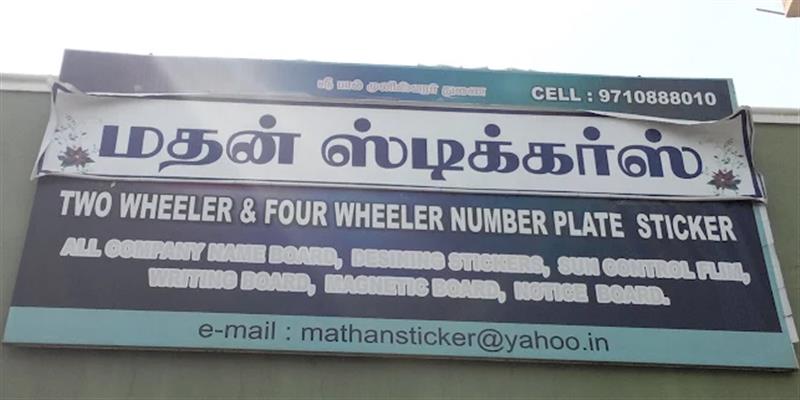 ஸ்ரீ பால் முனிஸ்வரர் துணை
CELL : 9710888010
மதன் ஸ்டிக்கர்ஸ்
TWO WHEELER & FOUR WHEELER NUMBER PLATE STICKER
ALL COMPANY NAME BOARD, DESINING STICKERS, SUN CONTROL FLIM,
WRITING BOARD, MAGNETIC BOARD, NOTICE BOARD.
e-mail : mathansticker@yahoo.in